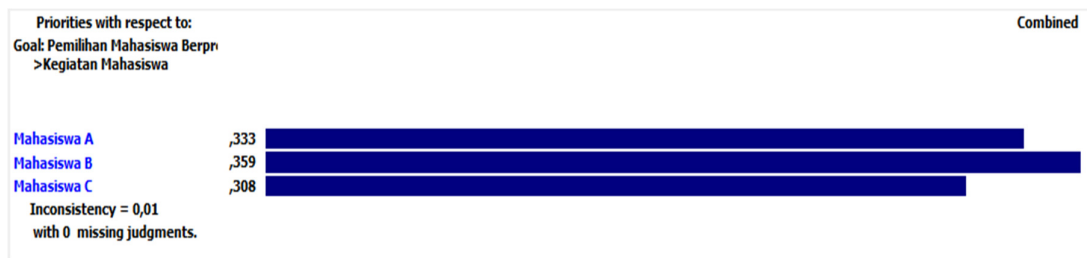 Priorities with respect to: Combined
Goal: Pemilihan Mahasiswa Berpr
>Kegiatan Mahasiswa
Mahasiswa A ,333
Mahasiswa B ,359
Mahasiswa C ,308
Inconsistency = 0,01
with 0 missing judgments.